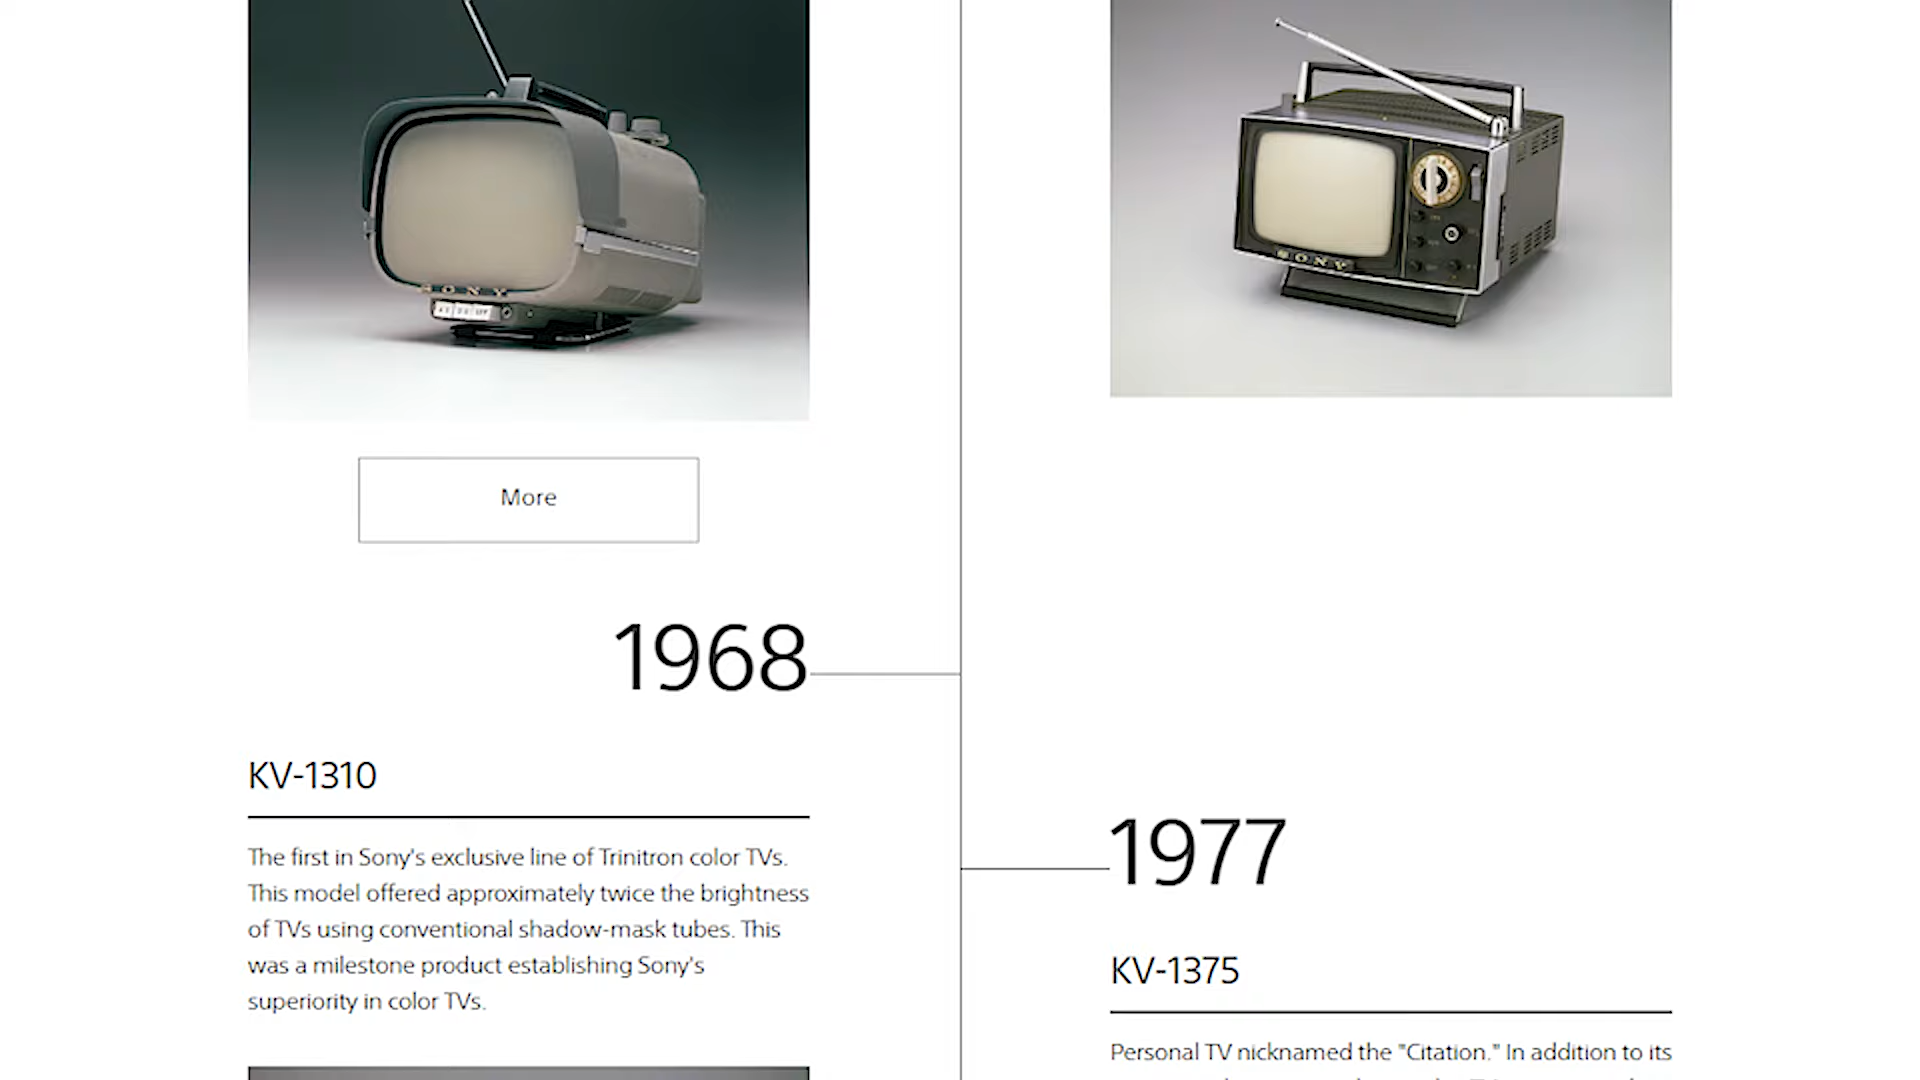 SONY
SONY
More
1968
KV-1310
The first in Sony's exclusive line of Trinitron color TVs.
This model offered approximately twice the brightness
of TVs using conventional shadow-mask tubes. This
was a milestone product establishing Sony's
superiority in color TVs.
1977
KV-1375
Personal TV nicknamed the "Citation." In addition to its